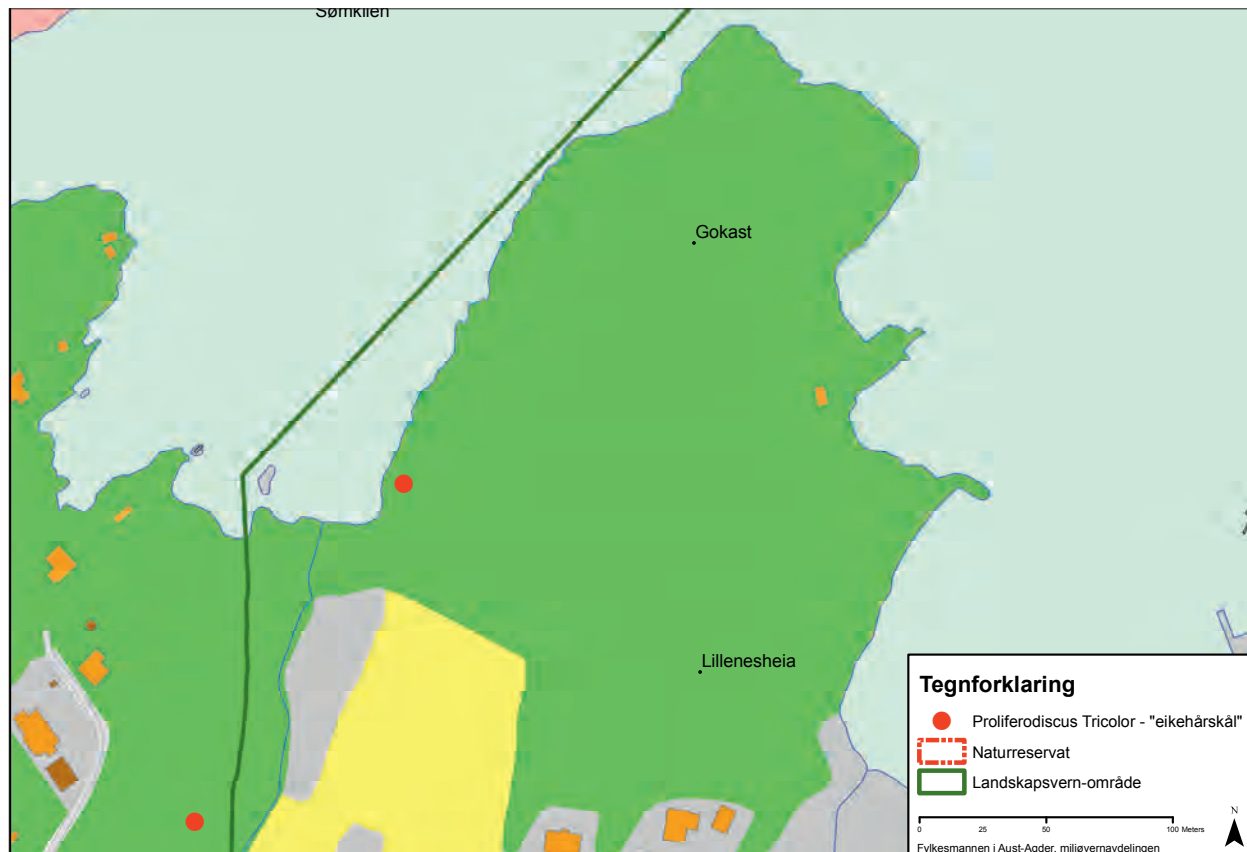 Sømkilen
Gokast
Lillenesheia
Tegnforklaring
Proliferodiscus Tricolor - "eikehårskål"
Naturreservat
Landskapsvern-område
N
0 25 50 100 Meters
Fylkesmannen i Aust-Agder, miljøvernavdelingen